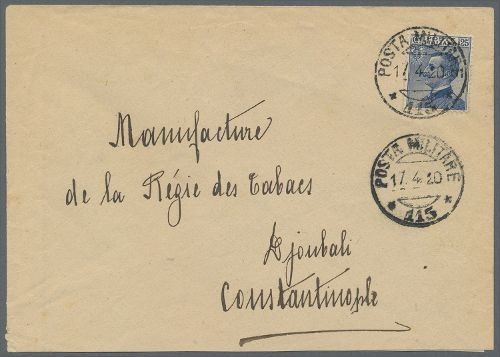 25
POSTA MILITARE
17.4.20
* 115 *
POSTA MILITARE
17.4.20
* 115 *
Manufacture
de la Régie des Tabacs
Djoubali
Constantinople